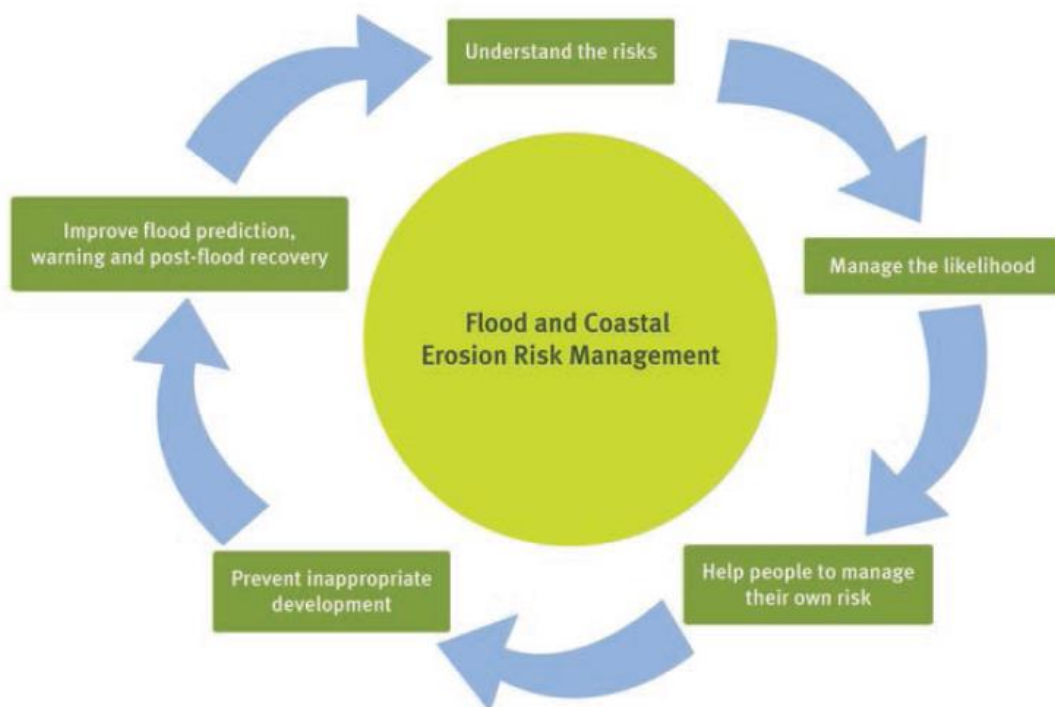 Understand the risks
Manage the likelihood
Help people to manage
their own risk
Prevent inappropriate
development
Improve flood prediction,
warning and post-flood recovery
Flood and Coastal
Erosion Risk Management